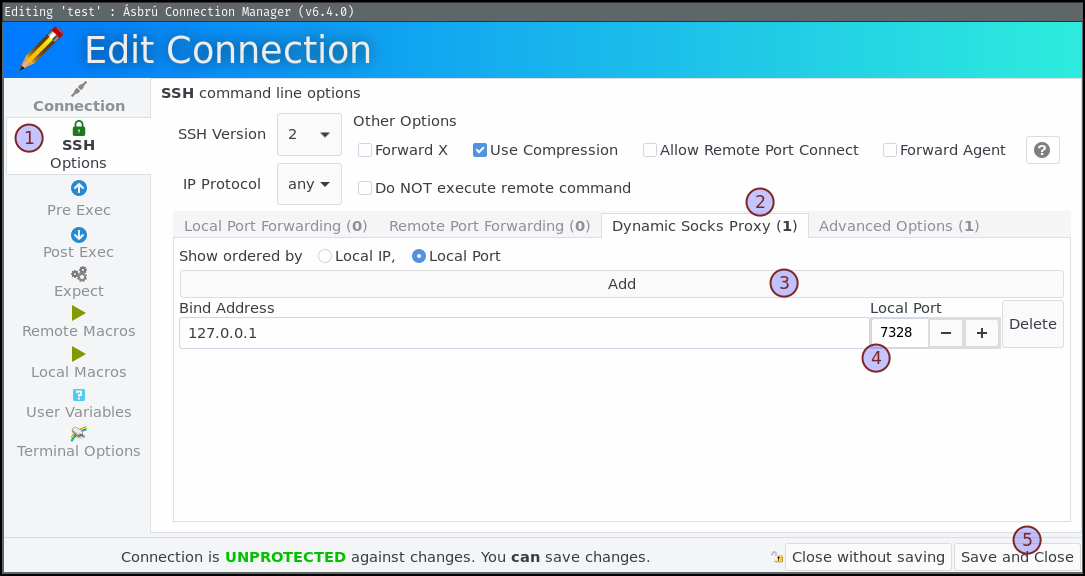 Editing 'test' : Ásbrú Connection Manager (v6.4.0)
Edit Connection
Connection
1
SSH
Options
Pre Exec
Post Exec
Expect
Remote Macros
Local Macros
User Variables
Terminal Options
SSH command line options
SSH Version 2
Other Options
Forward X Use Compression Allow Remote Port Connect Forward Agent ?
IP Protocol any Do NOT execute remote command
2
Local Port Forwarding (0) Remote Port Forwarding (0) Dynamic Socks Proxy (1) Advanced Options (1)
Show ordered by Local IP, Local Port
Add 3
Bind Address Local Port
127.0.0.1 7328 − + Delete
4
5
Connection is UNPROTECTED against changes. You can save changes. Close without saving Save and Close